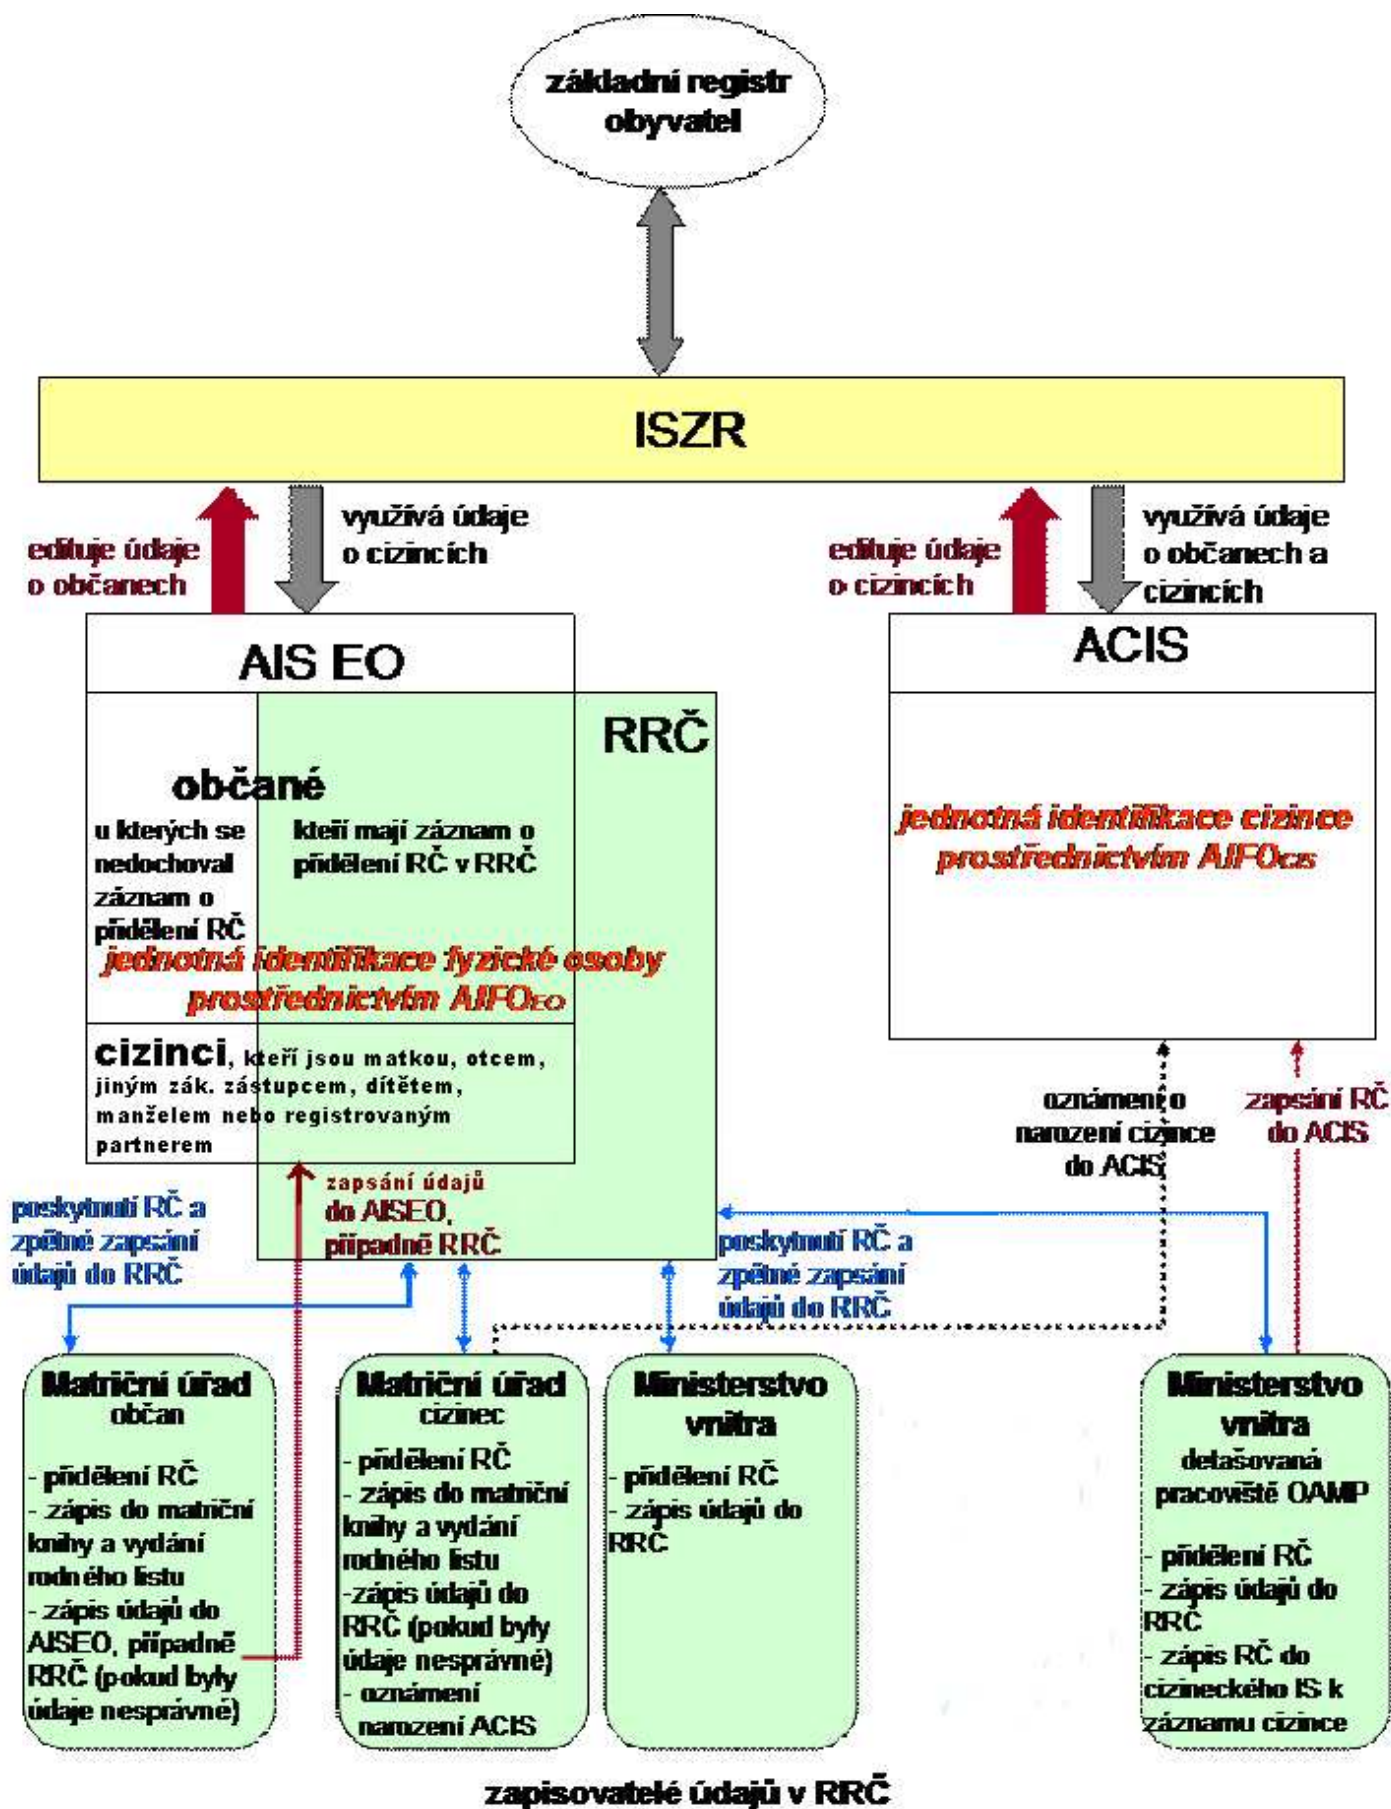 základní registr
obyvatel
ISZR
edituje údaje
o občanech
využívá údaje
o cizincích
edituje údaje
o cizincích
využívá údaje
o občanech a
cizincích
AIS EO
ACIS
RRČ
občané
u kterých se
nedochoval
záznam o
přidělení RČ
kteří mají záznam o
přidělení RČ v RRČ
jednotná identifikace fyzické osoby
prostřednictvím AIFOEO
jednotná identifikace cizince
prostřednictvím AIFOCIS
cizinci, kteří jsou matkou, otcem,
jiným zák. zástupcem, dítětem,
manželem nebo registrovaným
partnerem
oznámení o
narození cizince
do ACIS
zapsání RČ
do ACIS
poskytnutí RČ a
zpětné zapsání
údajů do RRČ
zapsání údajů
do AISEO,
případně RRČ
poskytnutí RČ a
zpětné zapsání
údajů do RRČ
Matriční úřad
občan
- přidělení RČ
- zápis do matriční
knihy a vydání
rodného listu
- zápis údajů do
AISEO, případně
RRČ (pokud byly
údaje nesprávné)
Matriční úřad
cizinec
- přidělení RČ
- zápis do matriční
knihy a vydání
rodného listu
-zápis údajů do
RRČ (pokud byly
údaje nesprávné)
- oznámení
narození ACIS
Ministerstvo
vnitra
- přidělení RČ
- zápis údajů do
RRČ
Ministerstvo
vnitra
detašovaná
pracoviště OAMP
- přidělení RČ
- zápis údajů do
RRČ
- zápis RČ do
cizineckého IS k
záznamu cizince
zapisovatelé údajů v RRČ